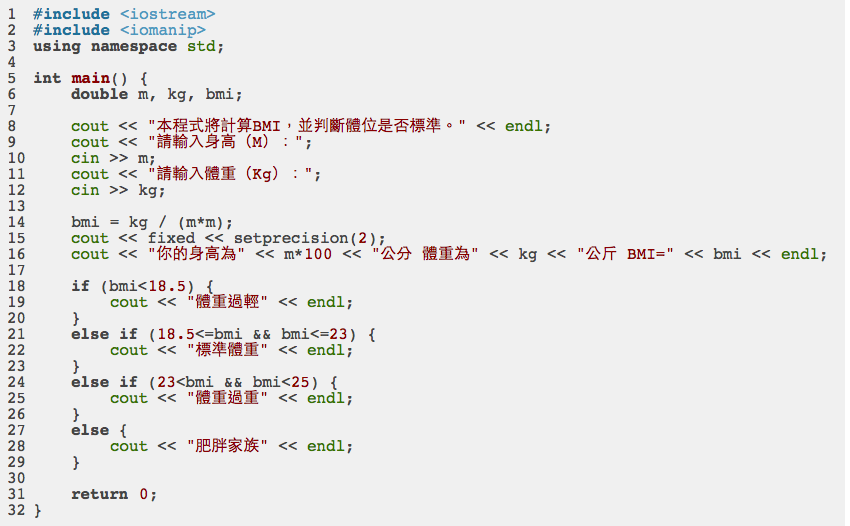 1 #include <iostream>
2 #include <iomanip>
3 using namespace std;
4
5 int main() {
6     double m, kg, bmi;
7
8     cout << "本程式將計算BMI，並判斷體位是否標準。" << endl;
9     cout << "請輸入身高（M）：";
10     cin >> m;
11     cout << "請輸入體重（Kg）：";
12     cin >> kg;
13
14     bmi = kg / (m*m);
15     cout << fixed << setprecision(2);
16     cout << "你的身高為" << m*100 << "公分 體重為" << kg << "公斤 BMI=" << bmi << endl;
17
18     if (bmi<18.5) {
19         cout << "體重過輕" << endl;
20     }
21     else if (18.5<=bmi && bmi<=23) {
22         cout << "標準體重" << endl;
23     }
24     else if (23<bmi && bmi<25) {
25         cout << "體重過重" << endl;
26     }
27     else {
28         cout << "肥胖家族" << endl;
29     }
30
31     return 0;
32 }